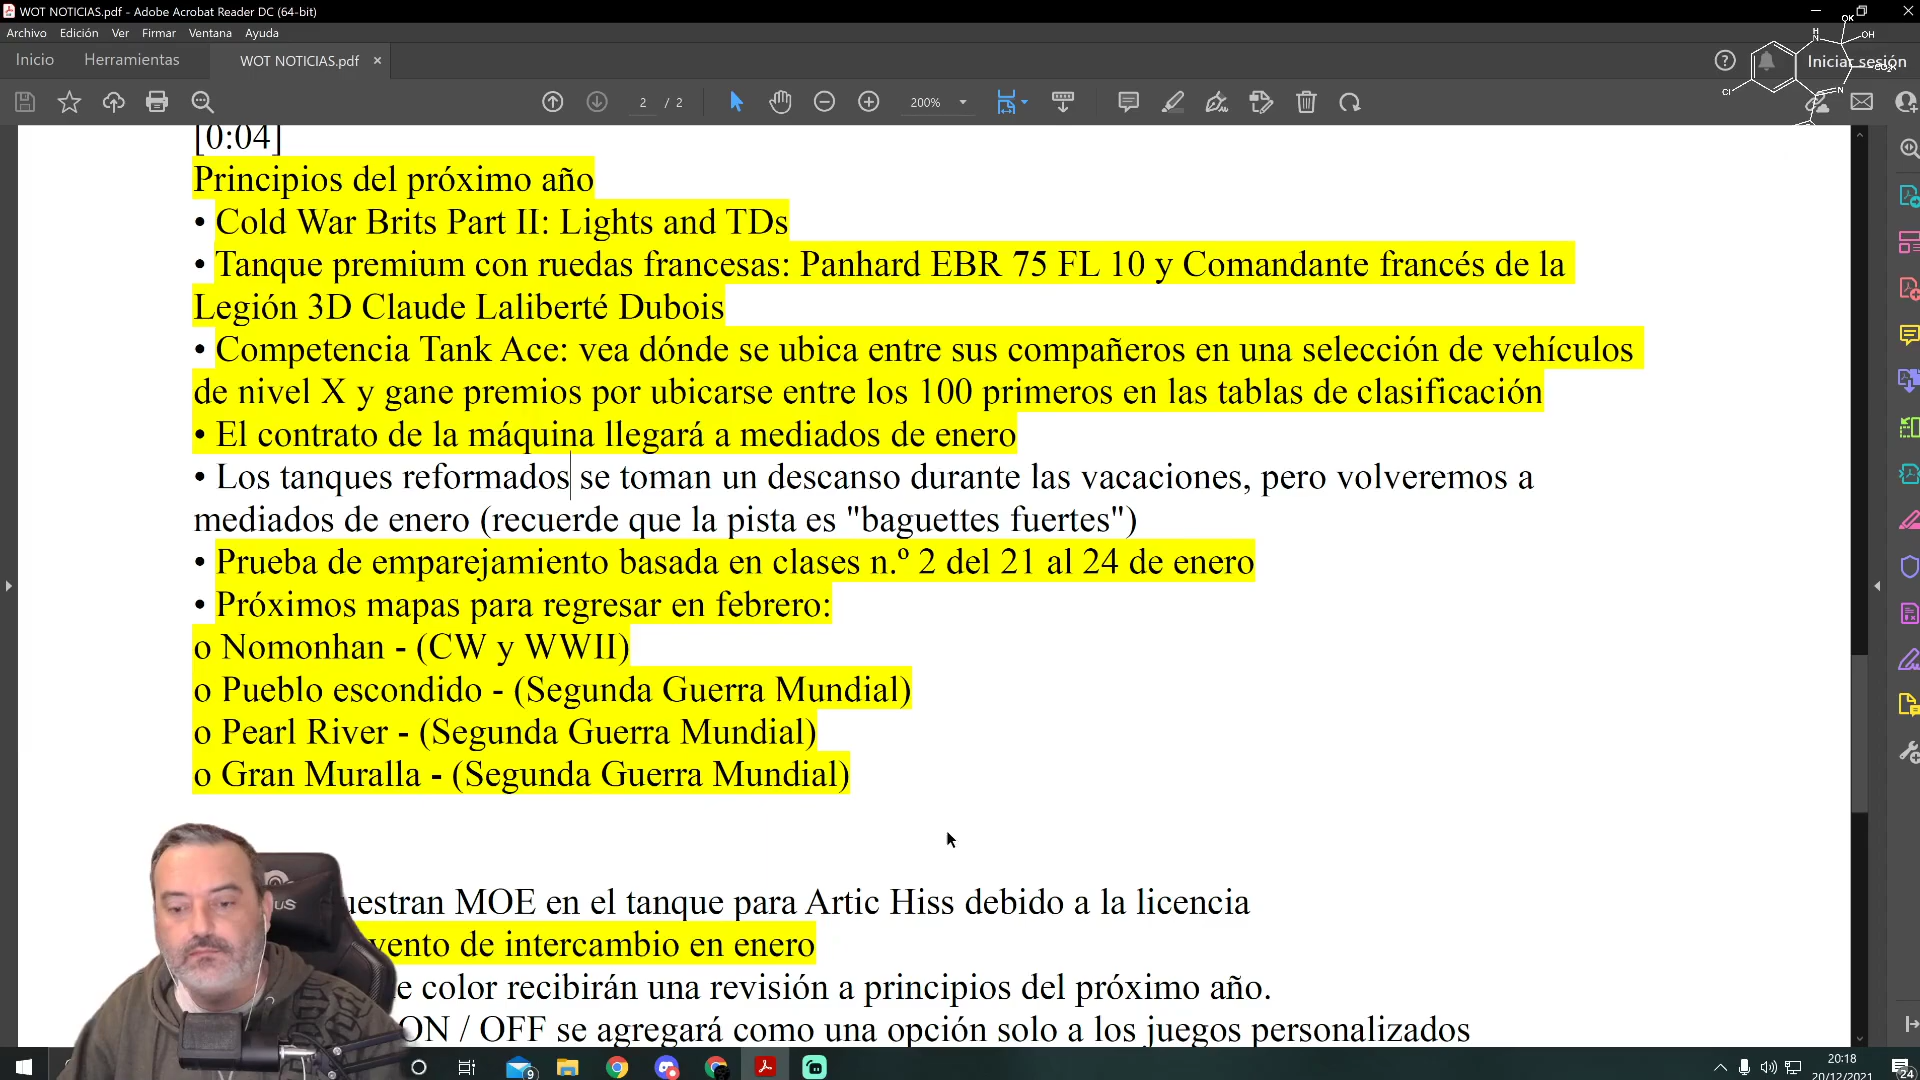 WOT NOTICIAS.pdf - Adobe Acrobat Reader DC (64-bit)
Archivo Edición Ver Firmar Ventana Ayuda
Inicio Herramientas WOT NOTICIAS.pdf ×
Iniciar sesión
2 / 2 200%
[0:04]
Principios del próximo año
• Cold War Brits Part II: Lights and TDs
• Tanque premium con ruedas francesas: Panhard EBR 75 FL 10 y Comandante francés de la
Legión 3D Claude Laliberté Dubois
• Competencia Tank Ace: vea dónde se ubica entre sus compañeros en una selección de vehículos
de nivel X y gane premios por ubicarse entre los 100 primeros en las tablas de clasificación
• El contrato de la máquina llegará a mediados de enero
• Los tanques reformados se toman un descanso durante las vacaciones, pero volveremos a
mediados de enero (recuerde que la pista es "baguettes fuertes")
• Prueba de emparejamiento basada en clases n.º 2 del 21 al 24 de enero
• Próximos mapas para regresar en febrero:
o Nomonhan - (CW y WWII)
o Pueblo escondido - (Segunda Guerra Mundial)
o Pearl River - (Segunda Guerra Mundial)
o Gran Muralla - (Segunda Guerra Mundial)
MOE en el tanque para Artic Hiss debido a la licencia
de intercambio en enero
color recibirán una revisión a principios del próximo año.
ON / OFF se agregará como una opción solo a los juegos personalizados
20:18
20/12/2021